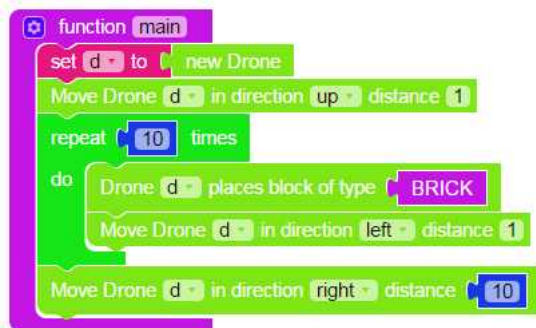 function main
set d to new Drone
Move Drone d in direction up distance 1
repeat 10 times
do
Drone d places block of type BRICK
Move Drone d in direction left distance 1
Move Drone d in direction right distance 10